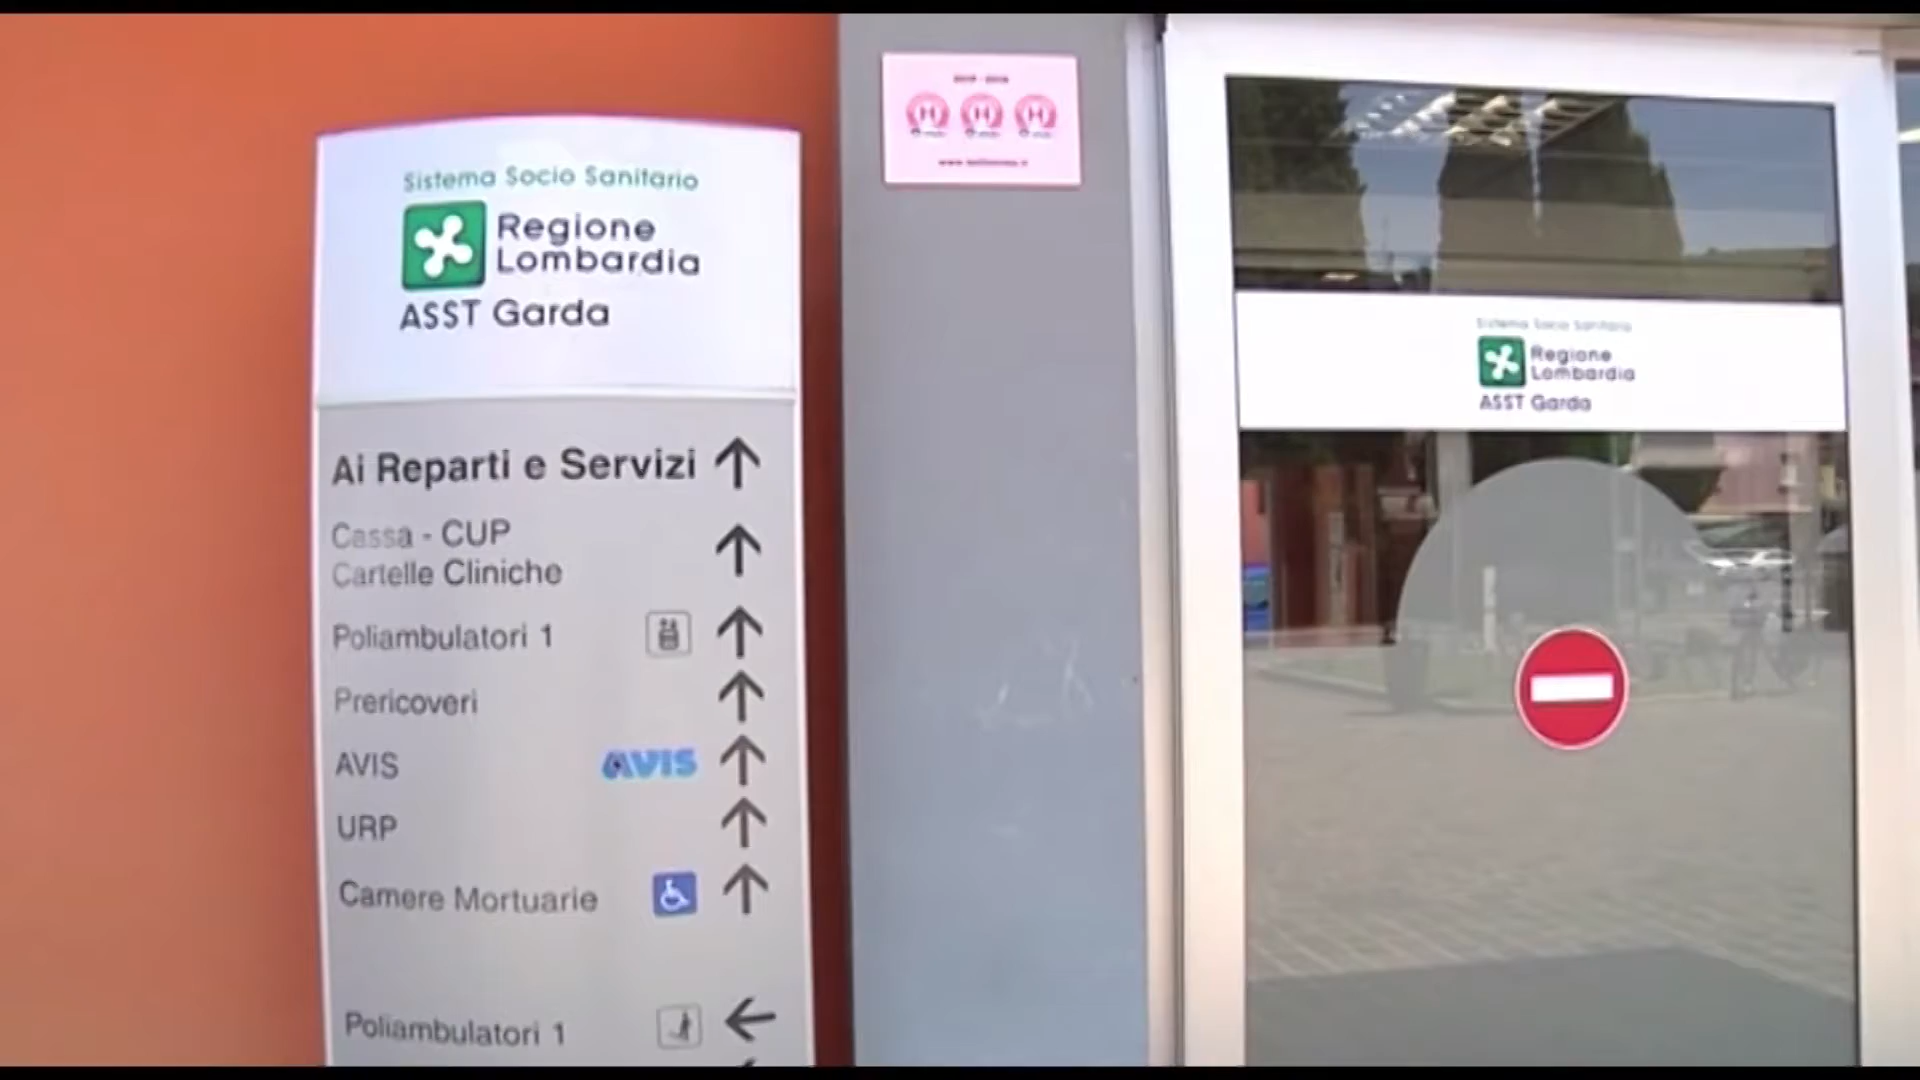 Sistema Socio Sanitario
Regione
Lombardia
ASST Garda
Ai Reparti e Servizi
Cassa - CUP
Cartelle Cliniche
Poliambulatori 1
Prericoveri
AVIS AVIS
URP
Camere Mortuarie
Poliambulatori 1
H H H
Sistema Socio Sanitario
Regione
Lombardia
ASST Garda